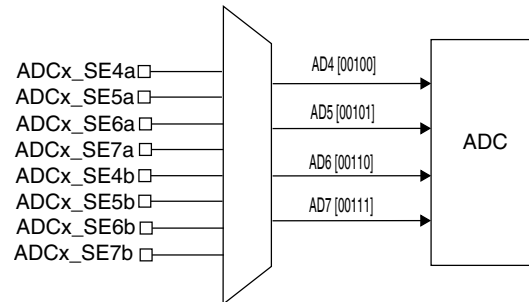 ADCx_SE4a
ADCx_SE5a
ADCx_SE6a
ADCx_SE7a
ADCx_SE4b
ADCx_SE5b
ADCx_SE6b
ADCx_SE7b
AD4 [00100]
AD5 [00101]
AD6 [00110]
AD7 [00111]
ADC